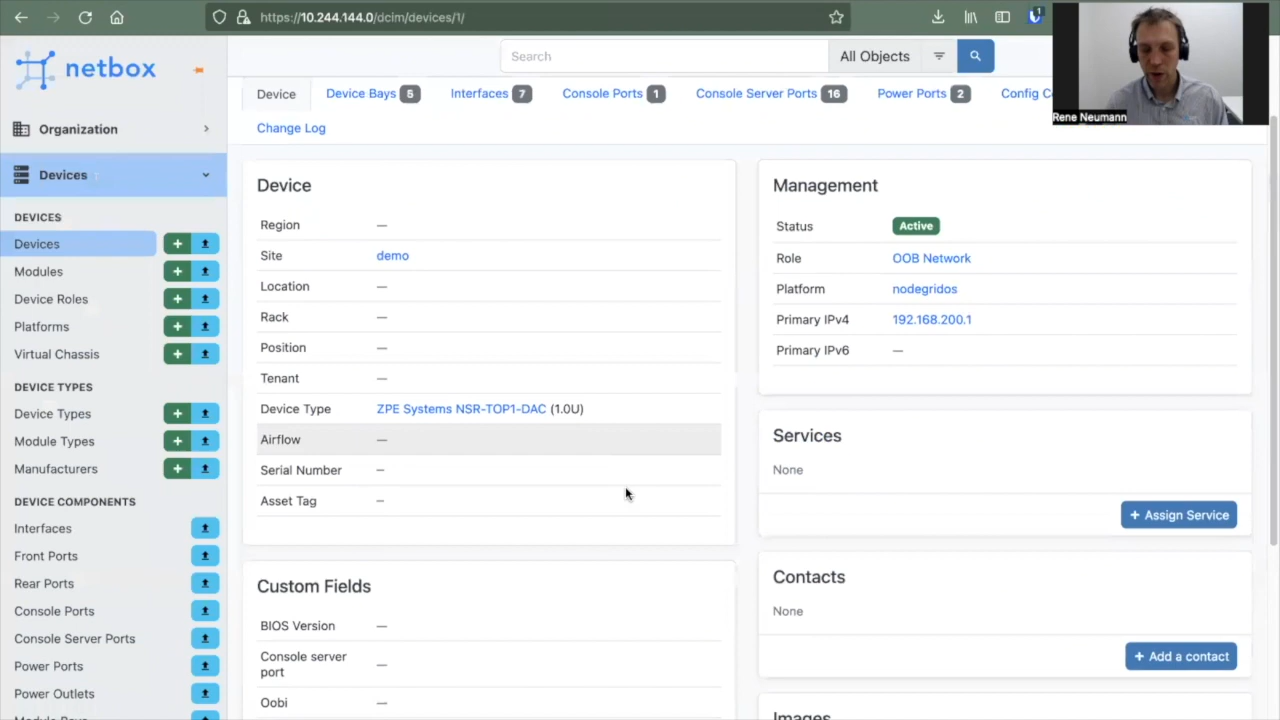 https://10.244.144.0/dcim/devices/1/
1
netbox
Search
All Objects
Rene Neumann
Organization
Devices
DEVICES
Devices
Modules
Device Roles
Platforms
Virtual Chassis
DEVICE TYPES
Device Types
Module Types
Manufacturers
DEVICE COMPONENTS
Interfaces
Front Ports
Rear Ports
Console Ports
Console Server Ports
Power Ports
Power Outlets
Device
Device Bays 5
Interfaces 7
Console Ports 1
Console Server Ports 16
Power Ports 2
Config C
Change Log
Device
Region —
Site demo
Location —
Rack —
Position —
Tenant —
Device Type ZPE Systems NSR-TOP1-DAC (1.0U)
Airflow —
Serial Number —
Asset Tag —
Custom Fields
BIOS Version —
Console server
port —
Oobi —
Management
Status Active
Role OOB Network
Platform nodegridos
Primary IPv4 192.168.200.1
Primary IPv6 —
Services
None
+ Assign Service
Contacts
None
+ Add a contact
Images